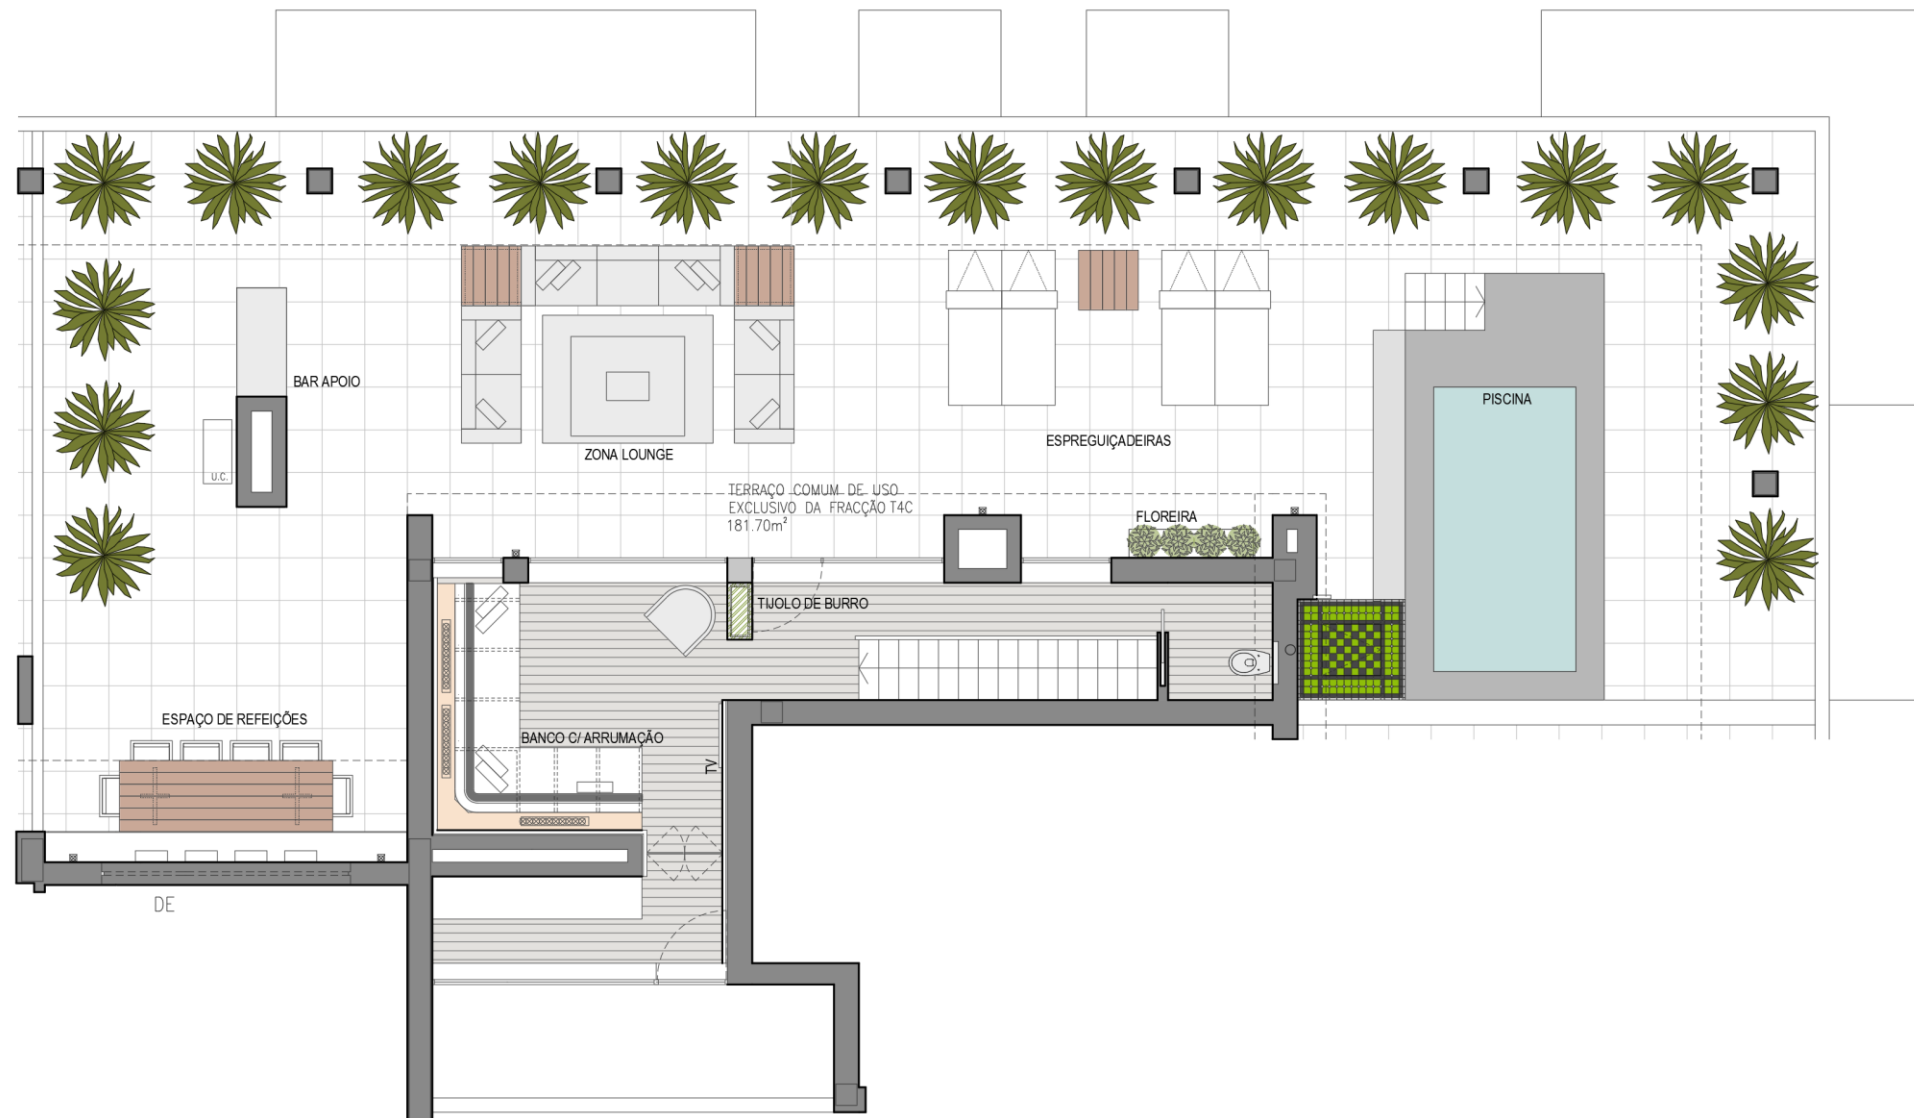 BAR APOIO
U.C.
ZONA LOUNGE
ESPREGUIÇADEIRAS
PISCINA
TERRAÇO COMUM DE USO
EXCLUSIVO DA FRACÇÃO T4C
181.70m²
FLOREIRA
TIJOLO DE BURRO
ESPAÇO DE REFEIÇÕES
BANCO C/ ARRUMAÇÃO
TV
DE